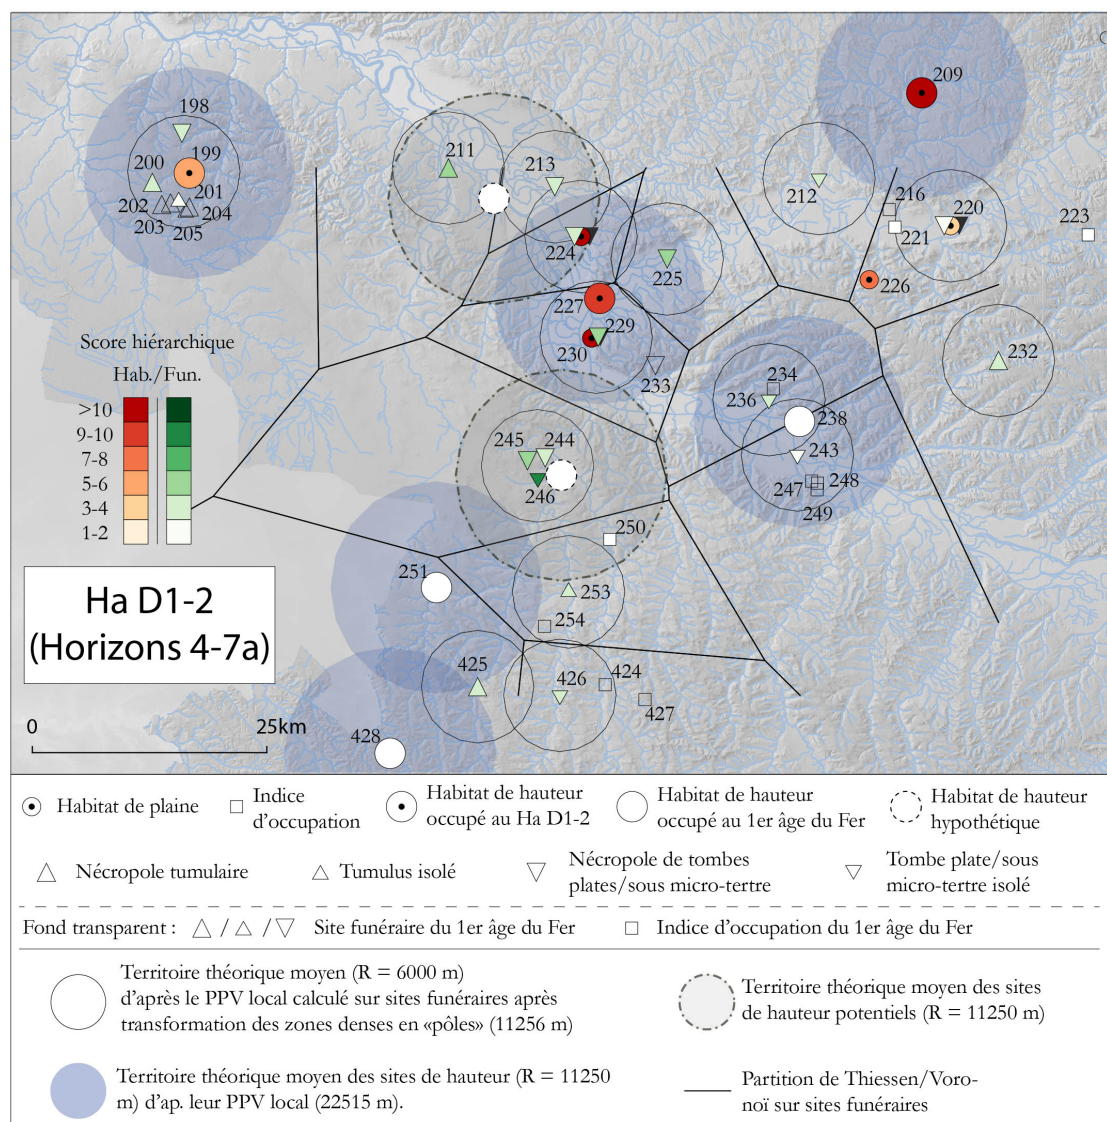 209
198
199
200
201
202
203
204
205
211
213
212
216
220
221
223
224
225
226
227
229
230
232
233
234
236
238
243
244
245
246
247
248
249
250
251
253
254
424
425
426
427
428
Score hiérarchique
Hab./Fun.
>10
9-10
7-8
5-6
3-4
1-2
Ha D1-2
(Horizons 4-7a)
0 25km
Habitat de plaine
Indice
d'occupation
Habitat de hauteur
occupé au Ha D1-2
Habitat de hauteur
occupé au 1er âge du Fer
Habitat de hauteur
hypothétique
Nécropole tumulaire
Tumulus isolé
Nécropole de tombes
plates/sous micro-tertre
Tombe plate/sous
micro-tertre isolé
Fond transparent : / / Site funéraire du 1er âge du Fer
Indice d'occupation du 1er âge du Fer
Territoire théorique moyen (R = 6000 m)
d'après le PPV local calculé sur sites funéraires après
transformation des zones denses en «pôles» (11256 m)
Territoire théorique moyen des sites
de hauteur potentiels (R = 11250 m)
Territoire théorique moyen des sites de hauteur (R = 11250
m) d'ap. leur PPV local (22515 m).
Partition de Thiessen/Voro-
noï sur sites funéraires